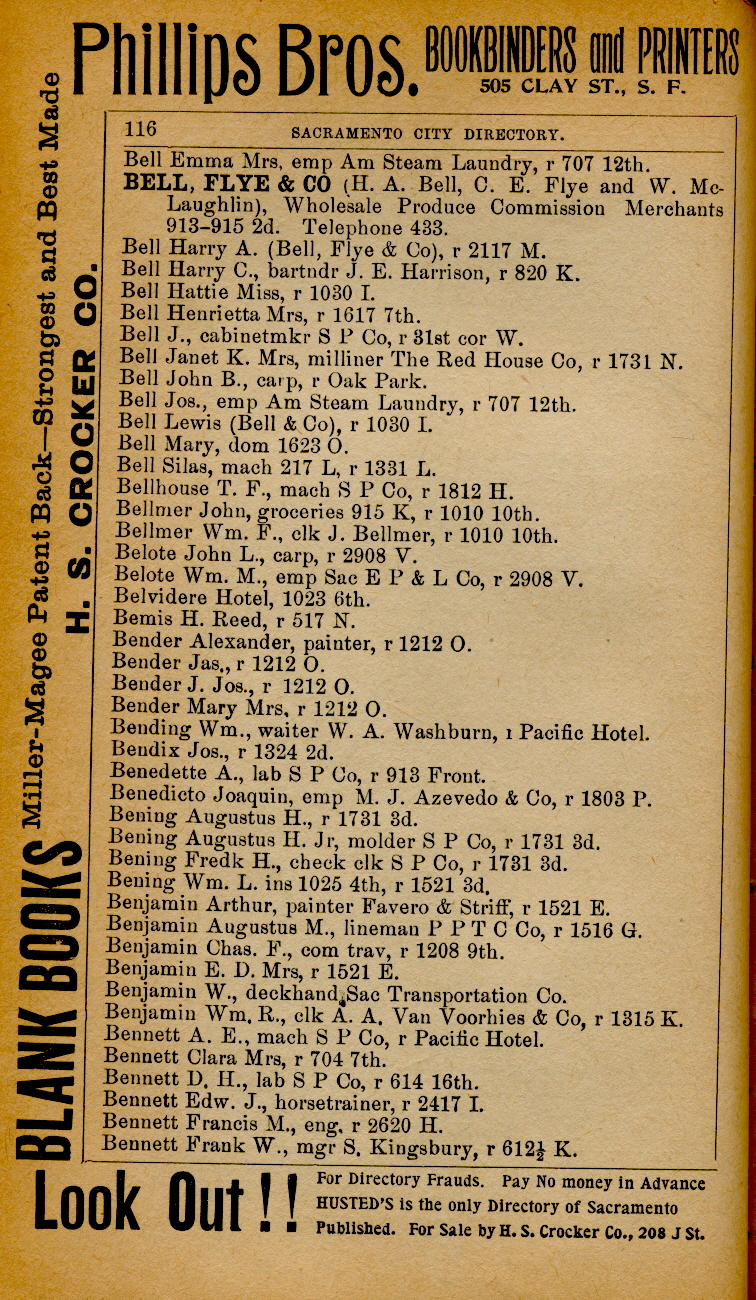 Phillips Bros. BOOKBINDERS and PRINTERS
505 CLAY ST., S. F.
BLANK BOOKS Miller-Magee Patent Back—Strongest and Best Made
H. S. CROCKER CO.
116 SACRAMENTO CITY DIRECTORY.
Bell Emma Mrs, emp Am Steam Laundry, r 707 12th.
BELL, FLYE & CO (H. A. Bell, C. E. Flye and W. Mc-
Laughlin), Wholesale Produce Commission Merchants
913–915 2d. Telephone 433.
Bell Harry A. (Bell, Flye & Co), r 2117 M.
Bell Harry C., bartndr J. E. Harrison, r 820 K.
Bell Hattie Miss, r 1030 I.
Bell Henrietta Mrs, r 1617 7th.
Bell J., cabinetmkr S P Co, r 31st cor W.
Bell Janet K. Mrs, milliner The Red House Co, r 1731 N.
Bell John B., carp, r Oak Park.
Bell Jos., emp Am Steam Laundry, r 707 12th.
Bell Lewis (Bell & Co), r 1030 I.
Bell Mary, dom 1623 O.
Bell Silas, mach 217 L, r 1331 L.
Bellhouse T. F., mach S P Co, r 1812 H.
Bellmer John, groceries 915 K, r 1010 10th.
Bellmer Wm. F., clk J. Bellmer, r 1010 10th.
Belote John L., carp, r 2908 V.
Belote Wm. M., emp Sac E P & L Co, r 2908 V.
Belvidere Hotel, 1023 6th.
Bemis H. Reed, r 517 N.
Bender Alexander, painter, r 1212 O.
Bender Jas., r 1212 O.
Bender J. Jos., r 1212 O.
Bender Mary Mrs, r 1212 O.
Bending Wm., waiter W. A. Washburn, r Pacific Hotel.
Bendix Jos., r 1324 2d.
Benedette A., lab S P Co, r 913 Front.
Benedicto Joaquin, emp M. J. Azevedo & Co, r 1803 P.
Bening Augustus H., r 1731 3d.
Bening Augustus H. Jr, molder S P Co, r 1731 3d.
Bening Fredk H., check clk S P Co, r 1731 3d.
Bening Wm. L. ins 1025 4th, r 1521 3d.
Benjamin Arthur, painter Favero & Striff, r 1521 E.
Benjamin Augustus M., lineman P P T C Co, r 1516 G.
Benjamin Chas. F., com trav, r 1208 9th.
Benjamin E. D. Mrs, r 1521 E.
Benjamin W., deckhand Sac Transportation Co.
Benjamin Wm. R., clk A. A. Van Voorhies & Co, r 1315 K.
Bennett A. E., mach S P Co, r Pacific Hotel.
Bennett Clara Mrs, r 704 7th.
Bennett D. H., lab S P Co, r 614 16th.
Bennett Edw. J., horsetrainer, r 2417 I.
Bennett Francis M., eng. r 2620 H.
Bennett Frank W., mgr S. Kingsbury, r 612½ K.
Look Out!!
For Directory Frauds. Pay No money in Advance
HUSTED'S is the only Directory of Sacramento
Published. For Sale by H. S. Crocker Co., 208 J St.